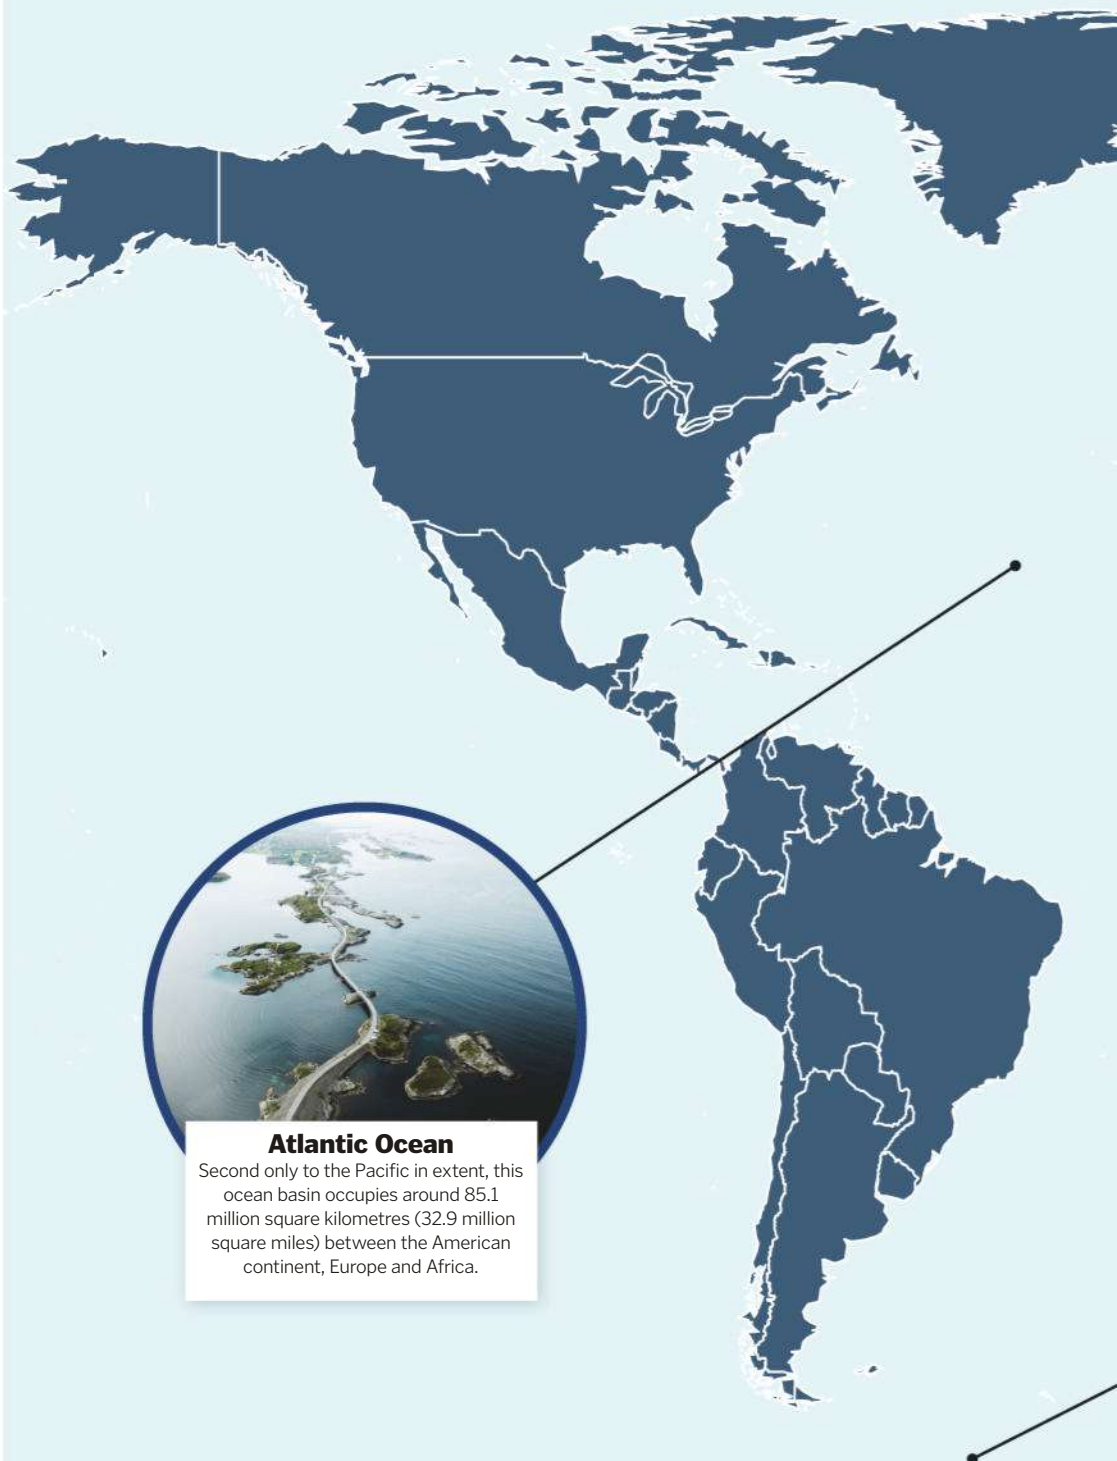 Atlantic Ocean
Second only to the Pacific in extent, this
ocean basin occupies around 85.1
million square kilometres (32.9 million
square miles) between the American
continent, Europe and Africa.